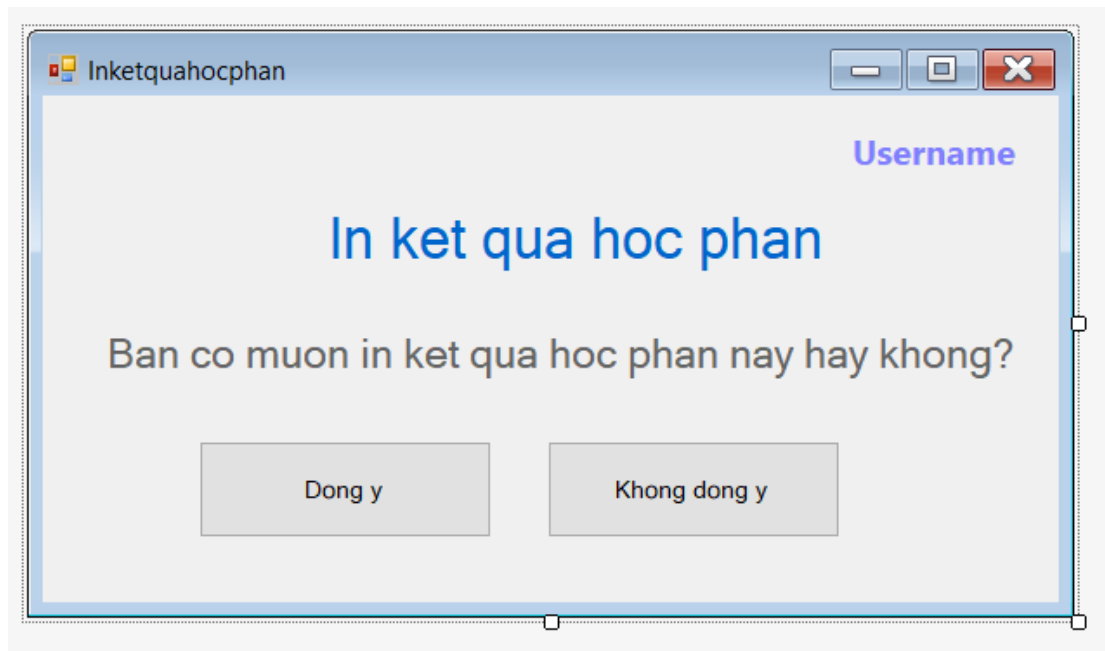 Inketquahocphan
Username
In ket qua hoc phan
Ban co muon in ket qua hoc phan nay hay khong?
Dong y
Khong dong y